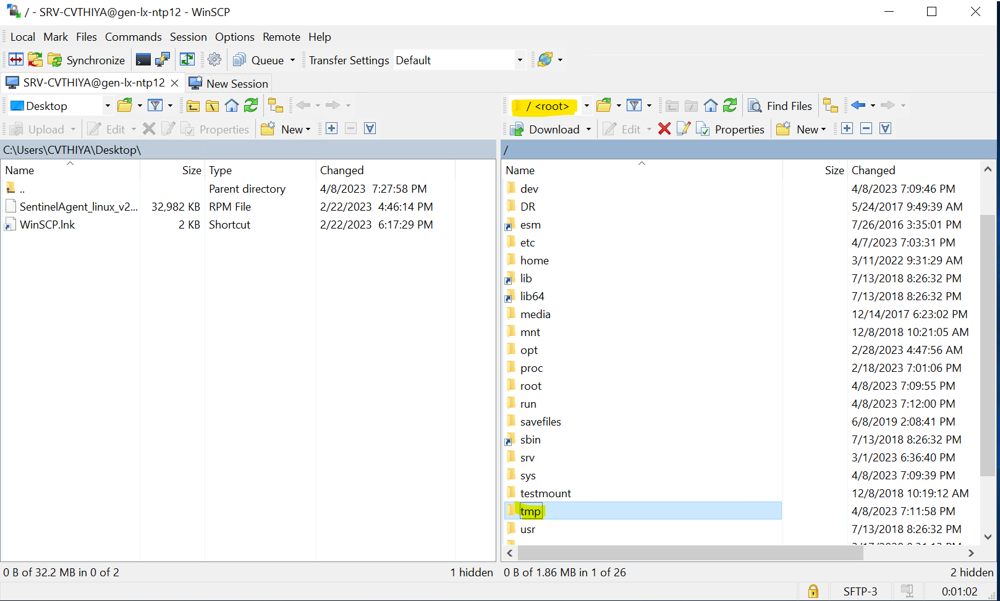 / - SRV-CVTHIYA@gen-lx-ntp12 - WinSCP
Local Mark Files Commands Session Options Remote Help
Synchronize Queue Transfer Settings Default
SRV-CVTHIYA@gen-lx-ntp12 New Session
Desktop / <root> Find Files
Upload Edit Properties New Download Edit Properties New
C:\Users\CVTHIYA\Desktop\ /
Name Size Type Changed
.. Parent directory 4/8/2023 7:27:58 PM
SentinelAgent_linux_v2... 32,982 KB RPM File 2/22/2023 4:46:14 PM
WinSCP.lnk 2 KB Shortcut 2/22/2023 6:17:29 PM
Name Size Changed
dev 4/8/2023 7:09:46 PM
DR 5/24/2017 9:49:39 AM
esm 7/26/2016 3:35:01 PM
etc 4/7/2023 7:03:31 PM
home 3/11/2022 9:31:29 AM
lib 7/13/2018 8:26:32 PM
lib64 7/13/2018 8:26:32 PM
media 12/14/2017 6:23:02 PM
mnt 12/8/2018 10:21:05 AM
opt 2/28/2023 4:47:56 AM
proc 2/18/2023 7:01:06 PM
root 4/8/2023 7:09:55 PM
run 4/8/2023 7:12:00 PM
savefiles 6/8/2019 2:08:41 PM
sbin 7/13/2018 8:26:32 PM
srv 3/1/2023 6:36:40 PM
sys 4/8/2023 7:09:39 PM
testmount 12/8/2018 10:19:12 AM
tmp 4/8/2023 7:11:58 PM
usr 7/13/2018 8:26:32 PM
0 B of 32.2 MB in 0 of 2 1 hidden 0 B of 1.86 MB in 1 of 26 2 hidden
SFTP-3 0:01:02